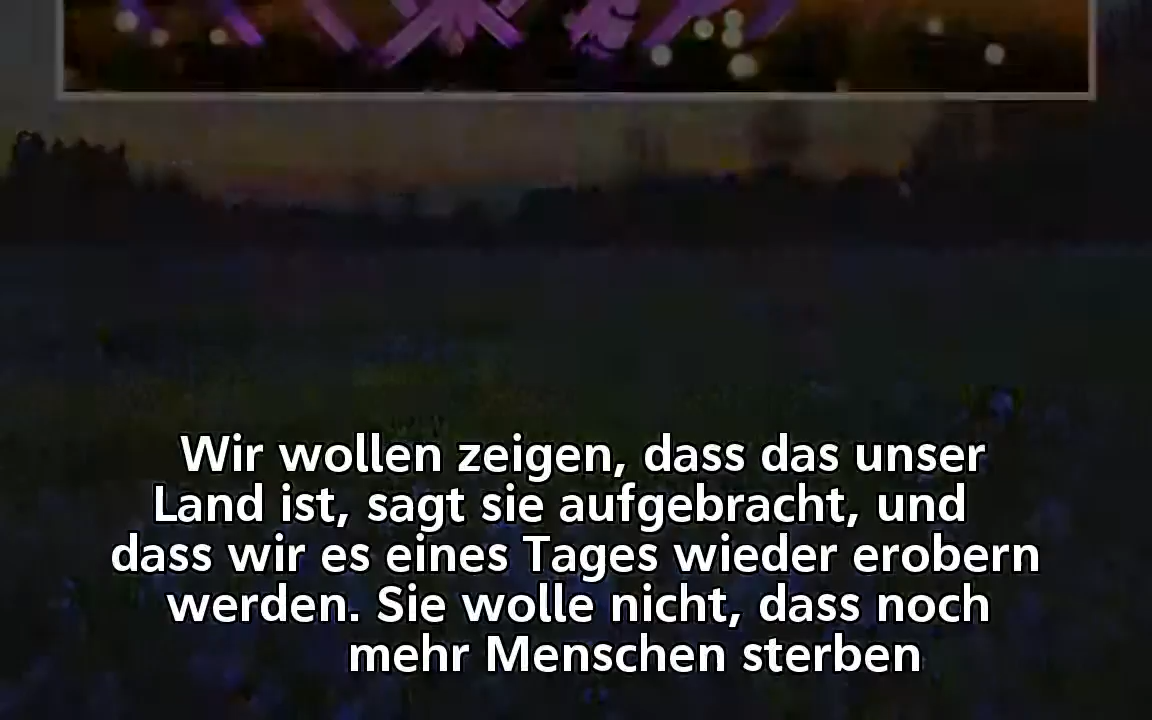 Wir wollen zeigen, dass das unser
Land ist, sagt sie aufgebracht, und
dass wir es eines Tages wieder erobern
werden. Sie wolle nicht, dass noch
mehr Menschen sterben